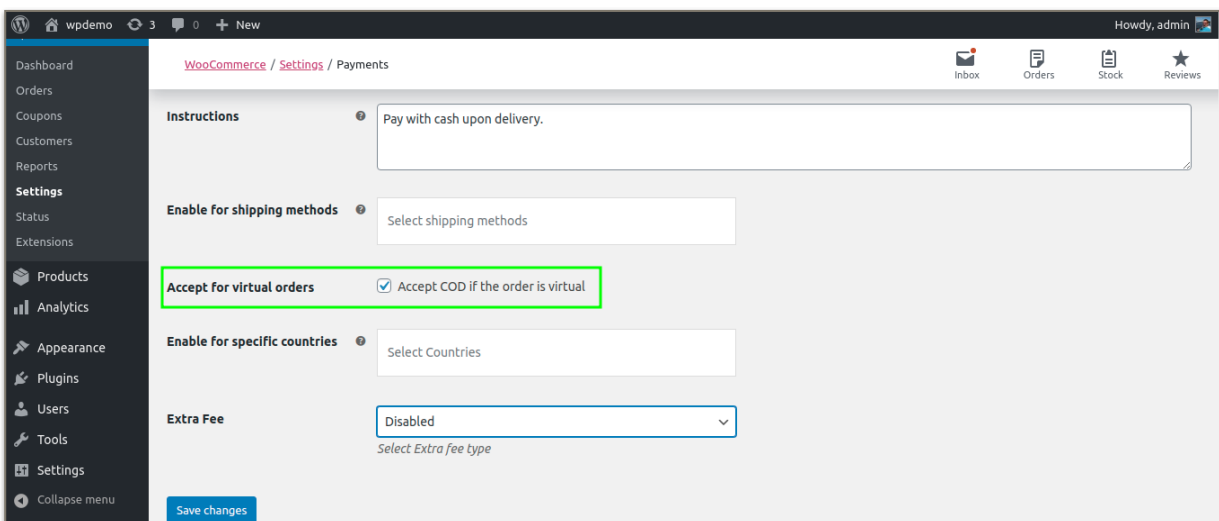 wpdemo 3 0 + New Howdy, admin
Dashboard
Orders
Coupons
Customers
Reports
Settings
Status
Extensions
Products
Analytics
Appearance
Plugins
Users
Tools
Settings
Collapse menu
WooCommerce / Settings / Payments
Inbox
Orders
Stock
Reviews
Instructions
Pay with cash upon delivery.
Enable for shipping methods
Select shipping methods
Accept for virtual orders
Accept COD if the order is virtual
Enable for specific countries
Select Countries
Extra Fee
Disabled
Select Extra fee type
Save changes